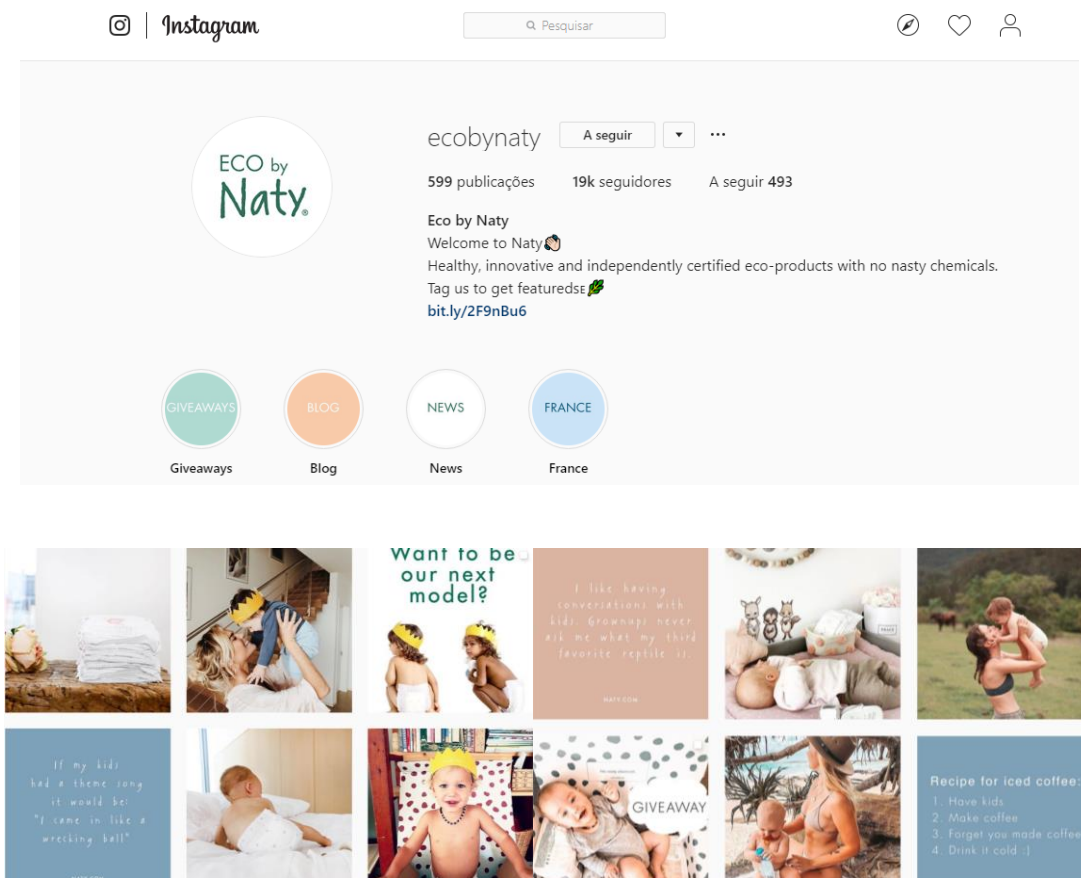 Instagram
Pesquisar
ECO by
Naty®
ecobynaty
A seguir
599 publicações 19k seguidores A seguir 493
Eco by Naty
Welcome to Naty
Healthy, innovative and independently certified eco-products with no nasty chemicals.
Tag us to get featuredsE
bit.ly/2F9nBu6
GIVEAWAYS
BLOG
NEWS
FRANCE
Giveaways
Blog
News
France
Want to be
our next
model?
I like having
conversations with
kids. Grownups never
ask me what my third
favorite reptile is.
NATY.COM
If my kids
had a theme song
it would be:
"I came in like a
wrecking ball"
NATY.COM
GIVEAWAY
Recipe for iced coffee:
1. Have kids
2. Make coffee
3. Forget you made coffee
4. Drink it cold :)